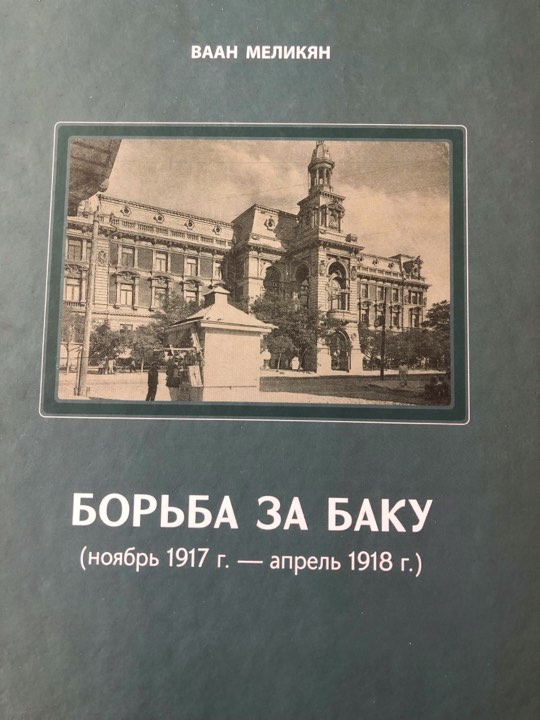 ВААН МЕЛИКЯН
БОРЬБА ЗА БАКУ
(ноябрь 1917 г. — апрель 1918 г.)